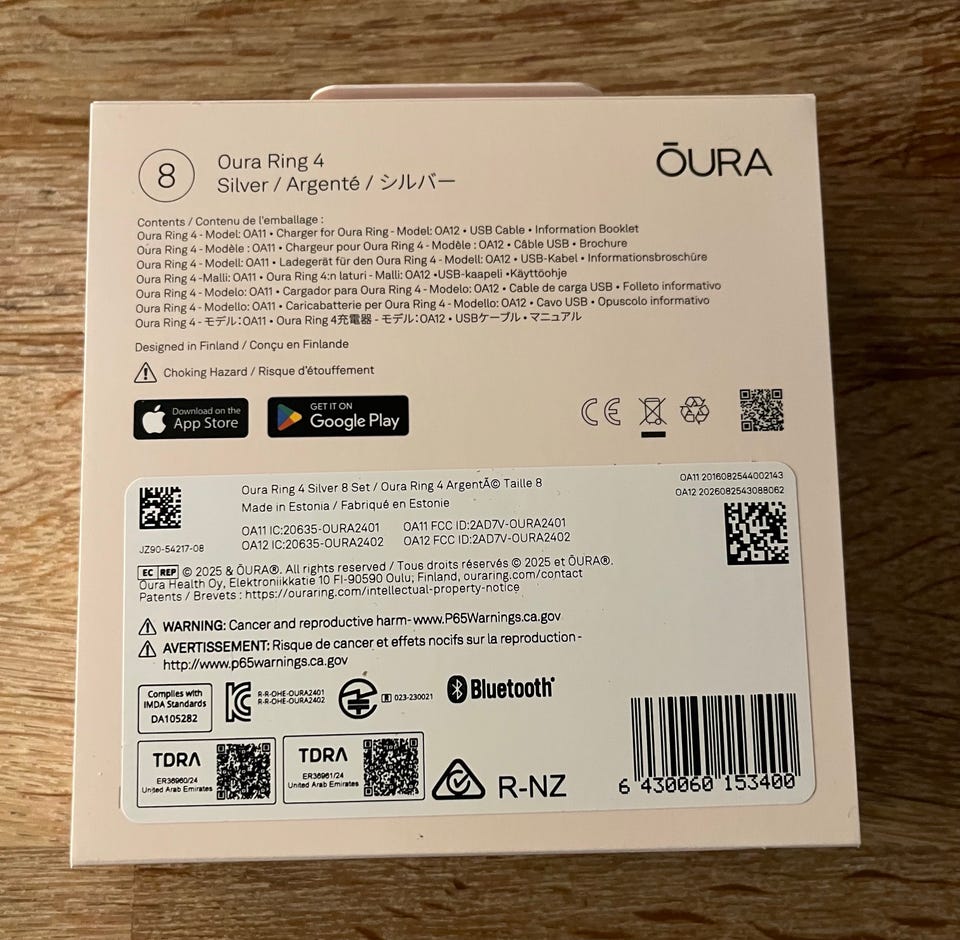 8
Oura Ring 4
Silver / Argenté / シルバー
ŌURA
Contents / Contenu de l'emballage :
Oura Ring 4 - Model: OA11 • Charger for Oura Ring - Model: OA12 • USB Cable • Information Booklet
Oura Ring 4 - Modèle : OA11 • Chargeur pour Oura Ring 4 - Modèle : OA12 • Câble USB • Brochure
Oura Ring 4 - Modell: OA11 • Ladegerät für den Oura Ring 4 - Modell: OA12 • USB-Kabel • Informationsbroschüre
Oura Ring 4 -Malli: OA11 • Oura Ring 4:n laturi - Malli: OA12 •USB-kaapeli •Käyttöohje
Oura Ring 4 - Modelo: OA11 • Cargador para Oura Ring 4 - Modelo: OA12 • Cable de carga USB • Folleto informativo
Oura Ring 4 - Modello: OA11 • Caricabatterie per Oura Ring 4 - Modello: OA12 • Cavo USB • Opuscolo informativo
Oura Ring 4 - モデル：OA11 • Oura Ring 4充電器 - モデル：OA12 • USBケーブル • マニュアル
Designed in Finland / Conçu en Finlande
Choking Hazard / Risque d'étouffement
Download on the
App Store
GET IT ON
Google Play
CE
Oura Ring 4 Silver 8 Set / Oura Ring 4 ArgentÃ© Taille 8
Made in Estonia / Fabriqué en Estonie
OA11 2016082544002143
OA12 2026082543088062
OA11 IC:20635-OURA2401 OA11 FCC ID:2AD7V-OURA2401
OA12 IC:20635-OURA2402 OA12 FCC ID:2AD7V-OURA2402
JZ90-54217-08
EC REP © 2025 & ŌURA®. All rights reserved / Tous droits réservés © 2025 et ŌURA®.
Oura Health Oy, Elektroniikkatie 10 FI-90590 Oulu; Finland, ouraring.com/contact
Patents / Brevets : https://ouraring.com/intellectual-property-notice
WARNING: Cancer and reproductive harm- www.P65Warnings.ca.gov
AVERTISSEMENT: Risque de cancer et effets nocifs sur la reproduction-
http://www.p65warnings.ca.gov
Complies with
IMDA Standards
DA105282
R-R-OHE-OURA2401
R-R-OHE-OURA2402
R 023-230021
Bluetooth®
TDRA
ER36960/24
United Arab Emirates
TDRA
ER36961/24
United Arab Emirates
R-NZ
6 430060 153400